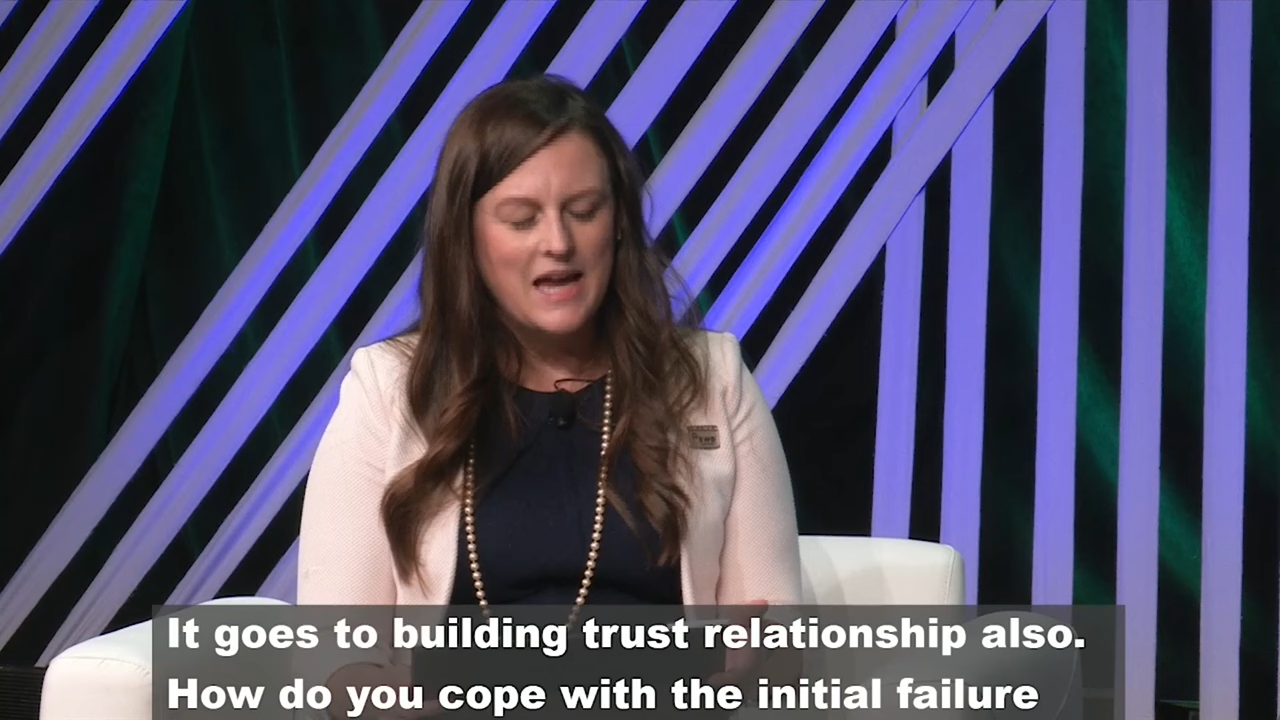 It goes to building trust relationship also.
How do you cope with the initial failure